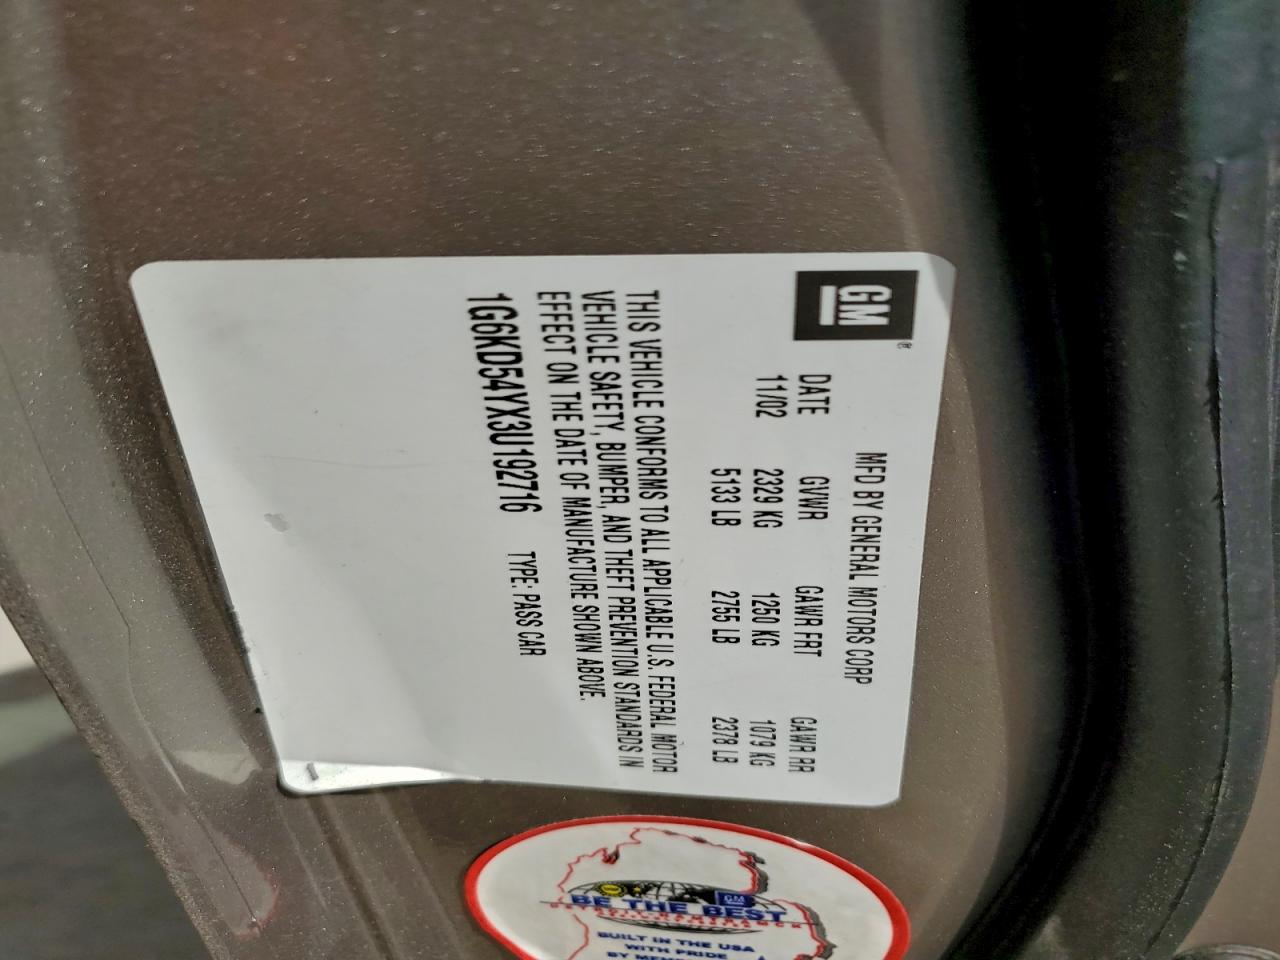 GM®
MFD BY GENERAL MOTORS CORP
DATE GVWR GAWR FRT GAWR RR
11/02 2329 KG 1250 KG 1079 KG
5133 LB 2755 LB 2378 LB
THIS VEHICLE CONFORMS TO ALL APPLICABLE U.S. FEDERAL MOTOR
VEHICLE SAFETY, BUMPER, AND THEFT PREVENTION STANDARDS IN
EFFECT ON THE DATE OF MANUFACTURE SHOWN ABOVE.
1G6KD54YX3U192716 TYPE: PASS CAR
GM
BE THE BEST
BUILT IN THE USA
WITH PRIDE